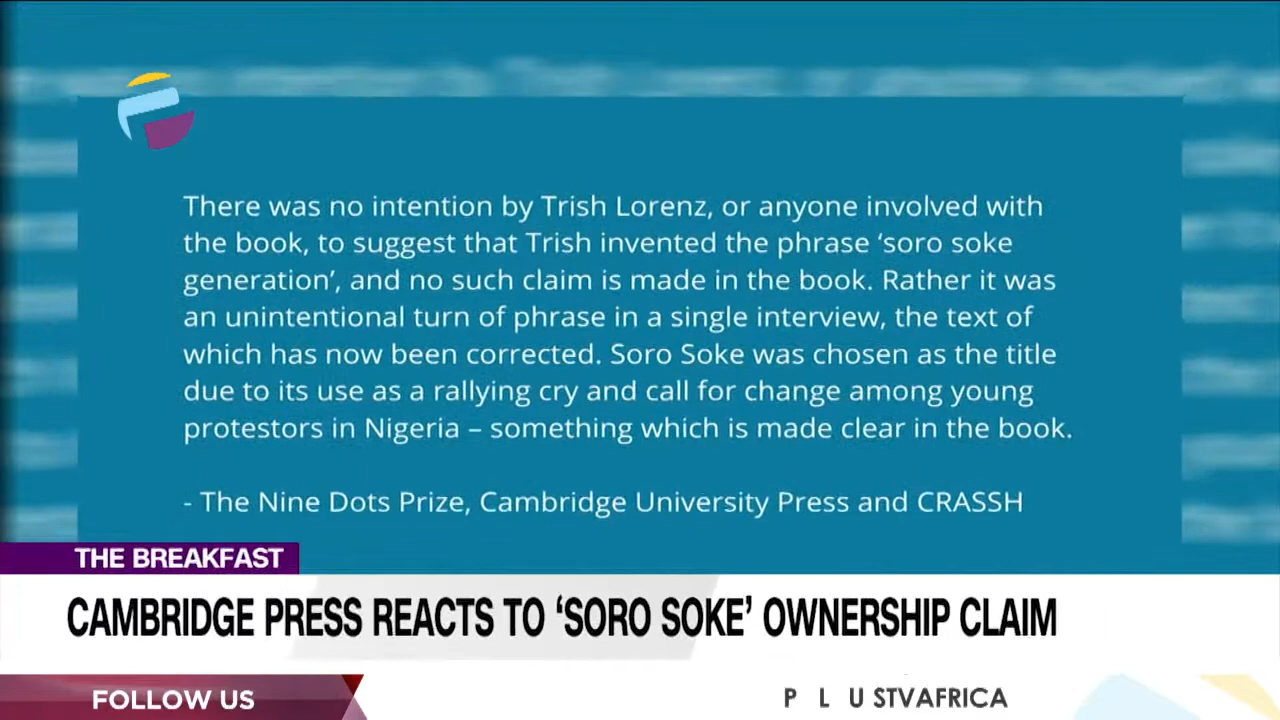 There was no intention by Trish Lorenz, or anyone involved with
the book, to suggest that Trish invented the phrase ‘soro soke
generation’, and no such claim is made in the book. Rather it was
an unintentional turn of phrase in a single interview, the text of
which has now been corrected. Soro Soke was chosen as the title
due to its use as a rallying cry and call for change among young
protestors in Nigeria – something which is made clear in the book.
- The Nine Dots Prize, Cambridge University Press and CRASSH
THE BREAKFAST
CAMBRIDGE PRESS REACTS TO ‘SORO SOKE’ OWNERSHIP CLAIM
FOLLOW US
P L U STVAFRICA